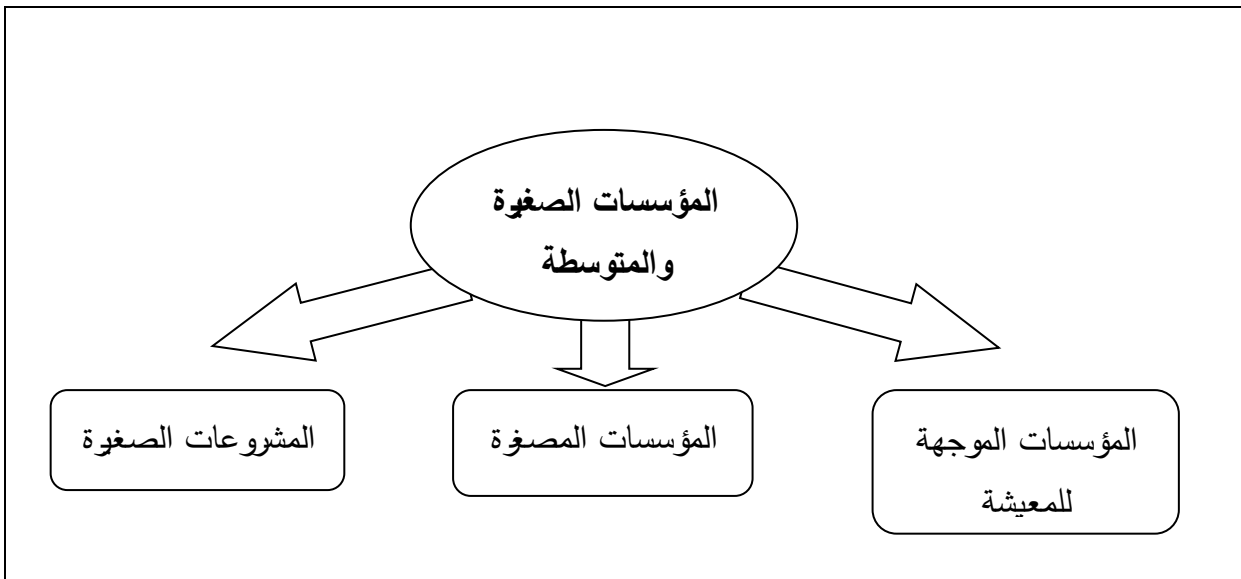 المؤسسات الصغيرة
والمتوسطة
المؤسسات الموجهة
للمعيشة
المؤسسات المصغرة
المشروعات الصغيرة